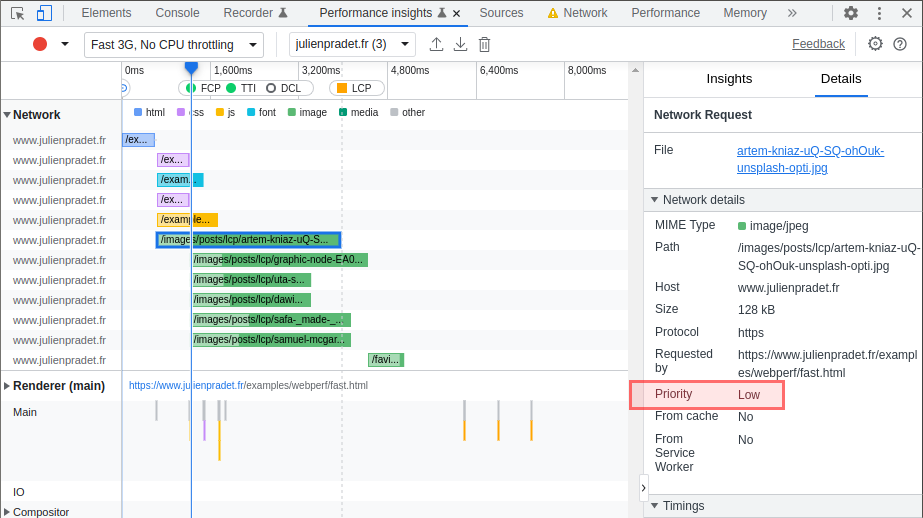 Elements Console Recorder Performance insights Sources Network Performance Memory
Fast 3G, No CPU throttling julienpradet.fr (3) Feedback
0ms 1,600ms 3,200ms 4,800ms 6,400ms 8,000ms
FCP TTI DCL LCP
Network html css js font image media other
www.julienpradet.fr /ex...
www.julienpradet.fr /ex...
www.julienpradet.fr /exam...
www.julienpradet.fr /ex...
www.julienpradet.fr /example...
www.julienpradet.fr /images/posts/lcp/artem-kniaz-uQ-S...
www.julienpradet.fr /images/posts/lcp/graphic-node-EA0...
www.julienpradet.fr /images/posts/lcp/uta-s...
www.julienpradet.fr /images/posts/lcp/dawi...
www.julienpradet.fr /images/posts/lcp/safa-_made-_...
www.julienpradet.fr /images/posts/lcp/samuel-mcgar...
www.julienpradet.fr /favi...
Renderer (main) https://www.julienpradet.fr/examples/webperf/fast.html
Main
IO
Compositor
Insights Details
Network Request
File artem-kniaz-uQ-SQ-ohOuk-
unsplash-opti.jpg
Network details
MIME Type image/jpeg
Path /images/posts/lcp/artem-kniaz-uQ-
SQ-ohOuk-unsplash-opti.jpg
Host www.julienpradet.fr
Size 128 kB
Protocol https
Requested https://www.julienpradet.fr/exampl
by es/webperf/fast.html
Priority Low
From cache No
From No
Service
Worker
Timings